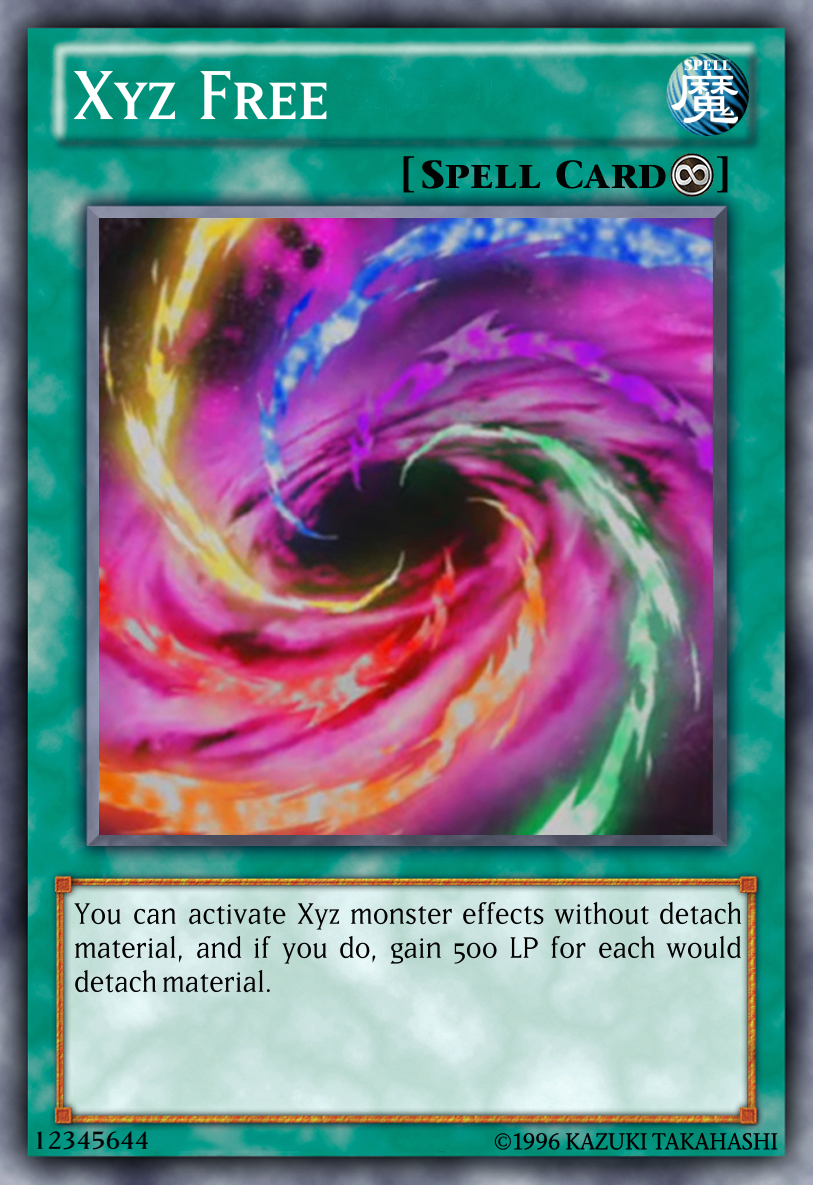 Xyz Free
SPELL
魔
[Spell Card∞]
You can activate Xyz monster effects without detach
material, and if you do, gain 500 LP for each would
detach material.
12345644
©1996 KAZUKI TAKAHASHI